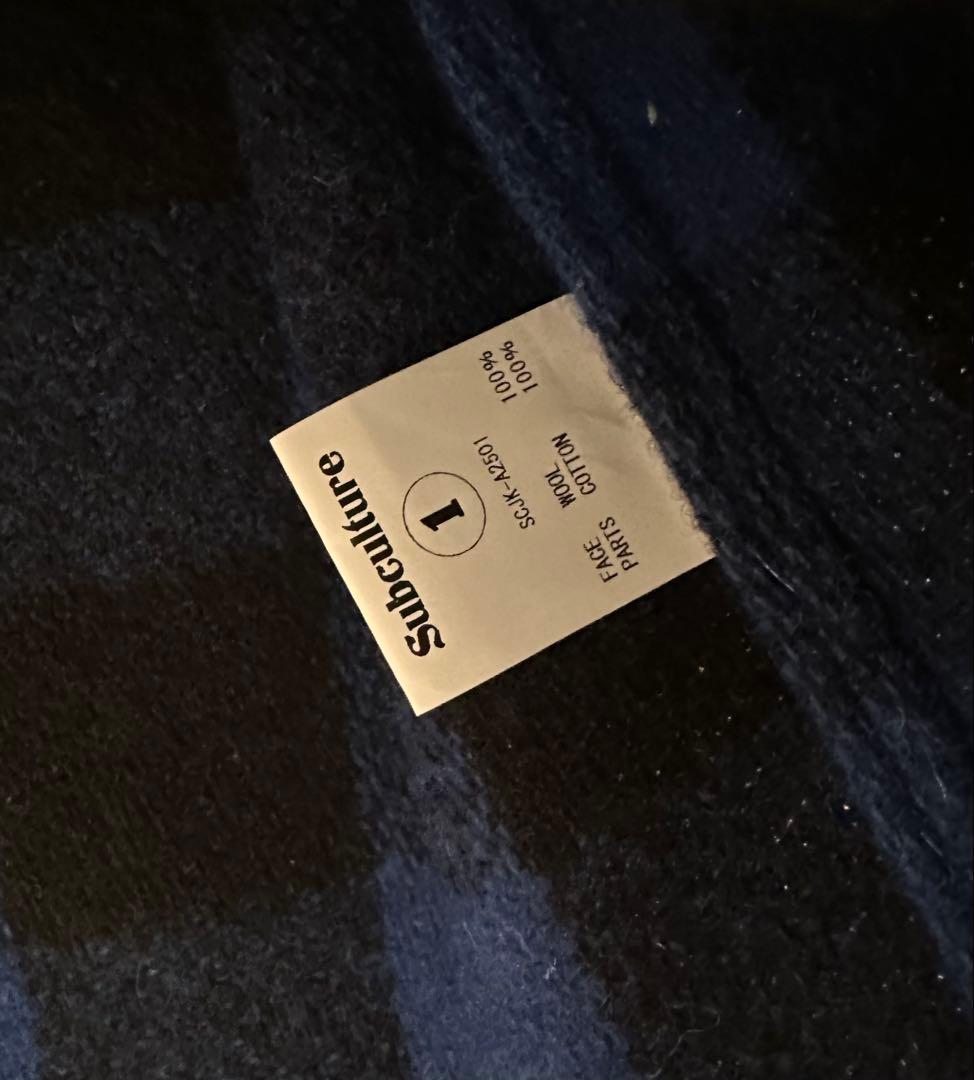 Subculture
1
SCJK-A2501
FACE WOOL 100%
PARTS COTTON 100%